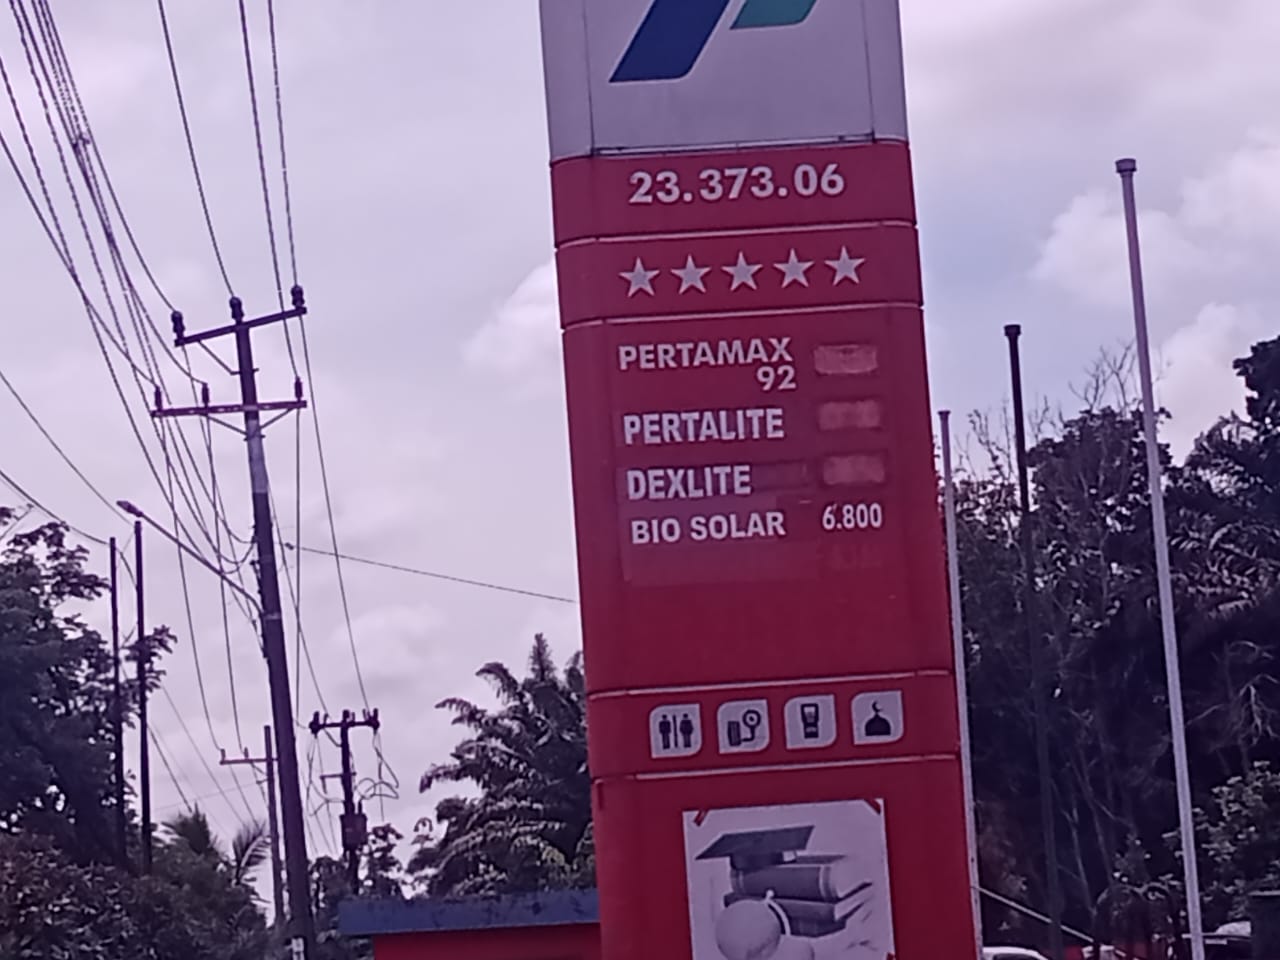 23.373.06
PERTAMAX
92
PERTALITE
DEXLITE
BIO SOLAR 6.800